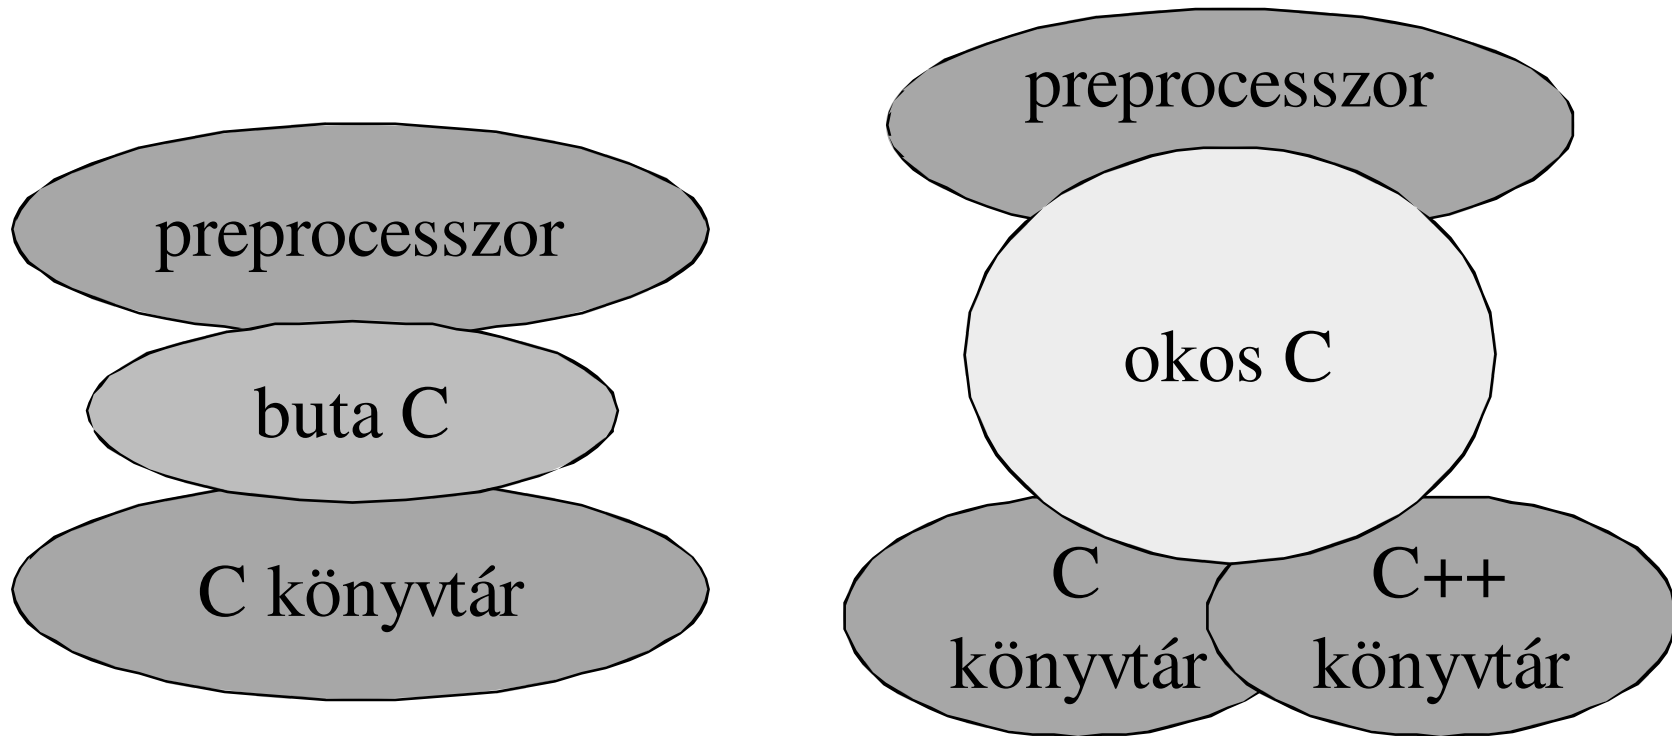 preprocesszor
buta C
C könyvtár
preprocesszor
okos C
C
könyvtár
C++
könyvtár